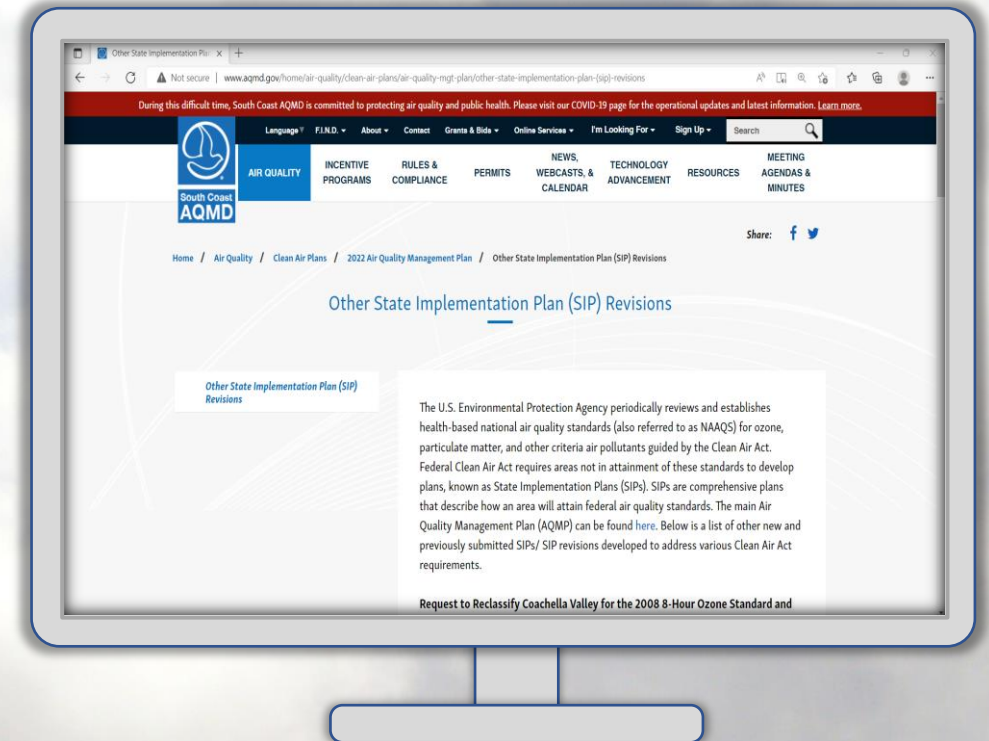 Other State Implementation Pla
Not secure | www.aqmd.gov/home/air-quality/clean-air-plans/air-quality-mgt-plan/other-state-implementation-plan-(sip)-revisions
During this difficult time, South Coast AQMD is committed to protecting air quality and public health. Please visit our COVID-19 page for the operational updates and latest information. Learn more.
Language F.I.N.D. About Contact Grants & Bids Online Services I'm Looking For Sign Up Search
South Coast
AQMD
AIR QUALITY
INCENTIVE
PROGRAMS
RULES &
COMPLIANCE
PERMITS
NEWS,
WEBCASTS, &
CALENDAR
TECHNOLOGY
ADVANCEMENT
RESOURCES
MEETING
AGENDAS &
MINUTES
Share:
Home / Air Quality / Clean Air Plans / 2022 Air Quality Management Plan / Other State Implementation Plan (SIP) Revisions
Other State Implementation Plan (SIP) Revisions
Other State Implementation Plan (SIP)
Revisions
The U.S. Environmental Protection Agency periodically reviews and establishes
health-based national air quality standards (also referred to as NAAQS) for ozone,
particulate matter, and other criteria air pollutants guided by the Clean Air Act.
Federal Clean Air Act requires areas not in attainment of these standards to develop
plans, known as State Implementation Plans (SIPs). SIPs are comprehensive plans
that describe how an area will attain federal air quality standards. The main Air
Quality Management Plan (AQMP) can be found here. Below is a list of other new and
previously submitted SIPs/ SIP revisions developed to address various Clean Air Act
requirements.
Request to Reclassify Coachella Valley for the 2008 8-Hour Ozone Standard and